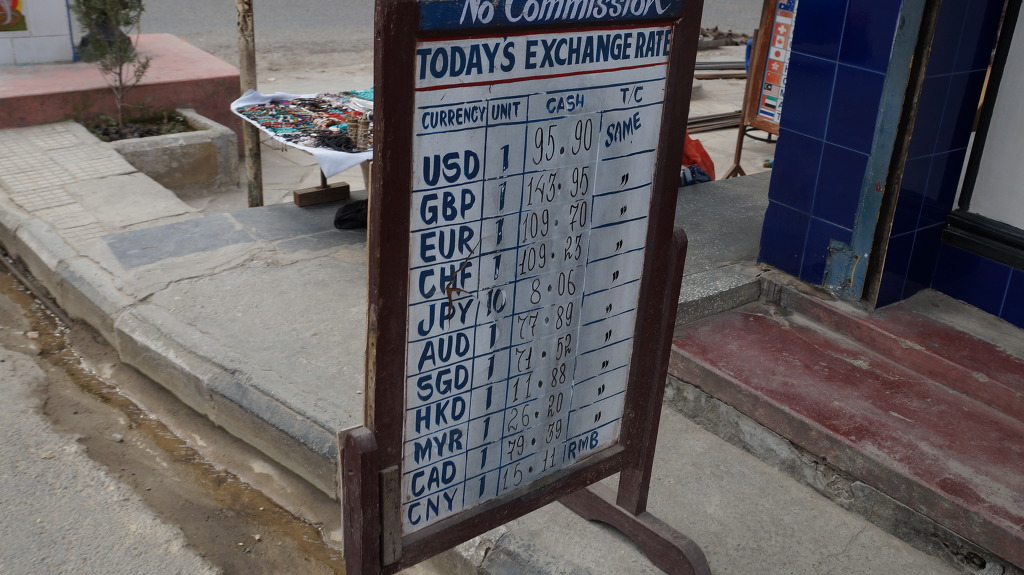 No Commission
TODAY'S EXCHANGE RATE
CURRENCY UNIT CASH T/C
USD 1 95.90 SAME
GBP 1 143.95 "
EUR 1 109.70 "
CHF 1 109.23 "
JPY 10 8.06 "
AUD 1 77.89 "
SGD 1 71.52 "
HKD 1 11.88 "
MYR 1 26.20 "
CAD 1 79.39 "
CNY 1 15.11 1RMB